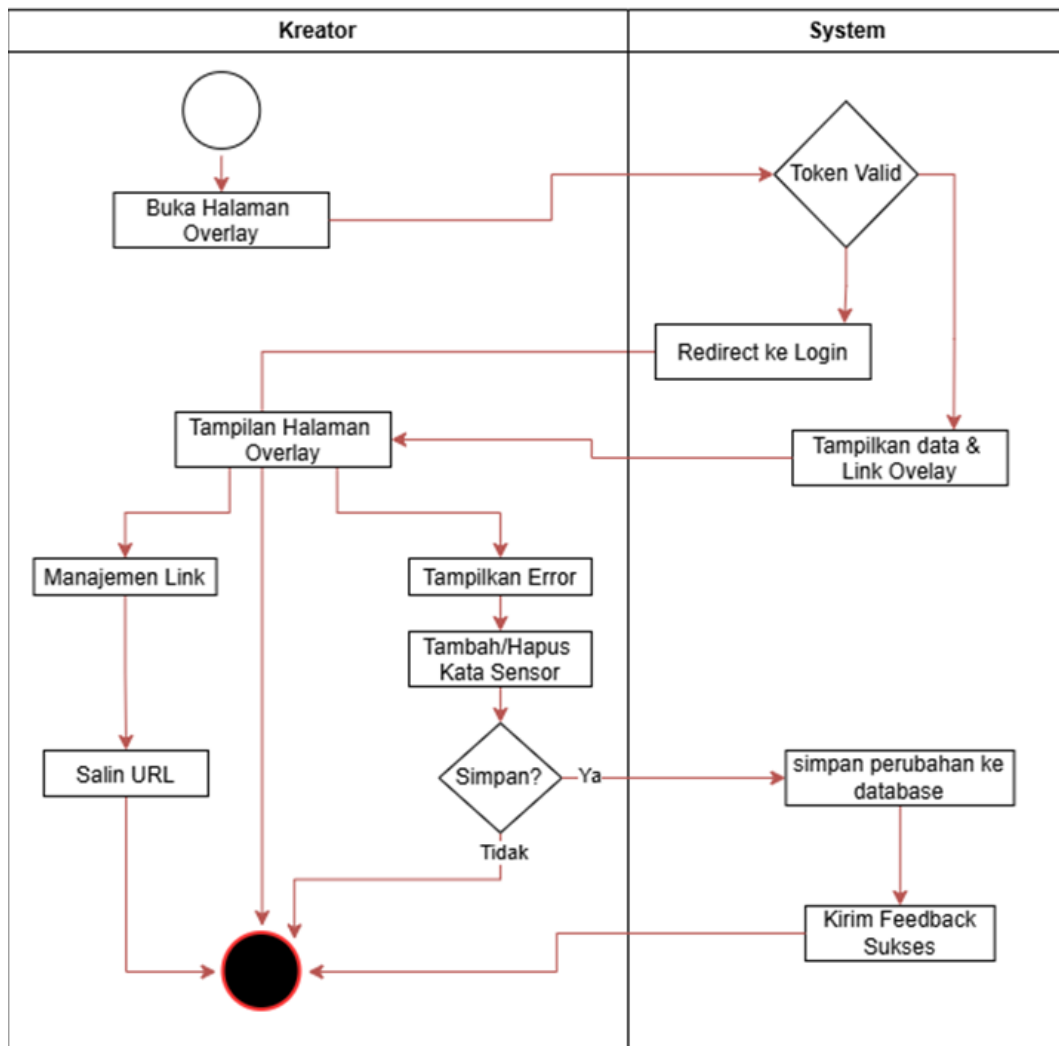 Kreator
System
Token Valid
Buka Halaman
Overlay
Redirect ke Login
Tampilan Halaman
Overlay
Tampilkan data &
Link Ovelay
Manajemen Link
Tampilkan Error
Tambah/Hapus
Kata Sensor
Salin URL
Simpan?
Ya
simpan perubahan ke
database
Tidak
Kirim Feedback
Sukses